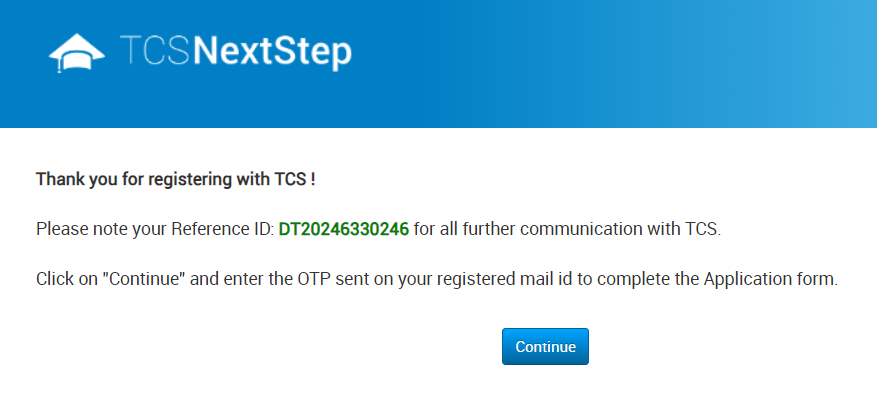 TCSNextStep
Thank you for registering with TCS !
Please note your Reference ID: DT20246330246 for all further communication with TCS.
Click on "Continue" and enter the OTP sent on your registered mail id to complete the Application form.
Continue